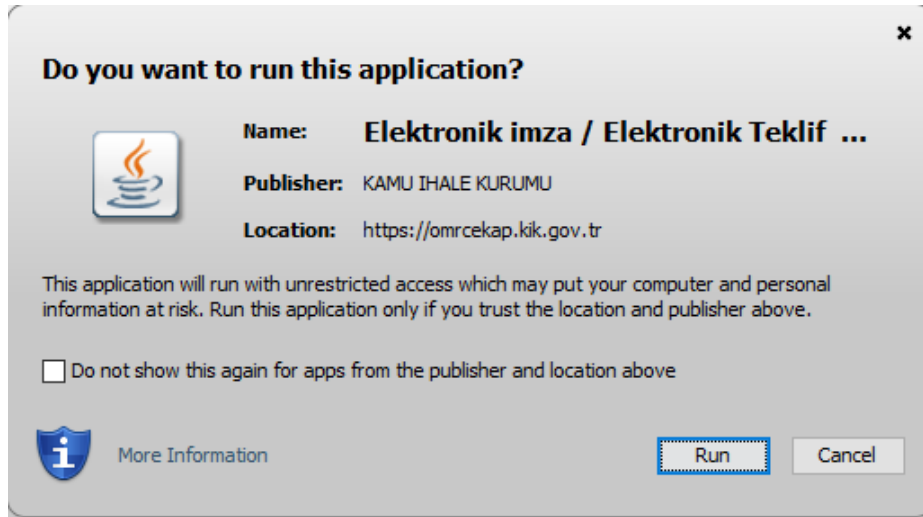 Do you want to run this application?
Name: Elektronik imza / Elektronik Teklif ...
Publisher: KAMU IHALE KURUMU
Location: https://omrcekap.kik.gov.tr
This application will run with unrestricted access which may put your computer and personal
information at risk. Run this application only if you trust the location and publisher above.
Do not show this again for apps from the publisher and location above
More Information
Run Cancel